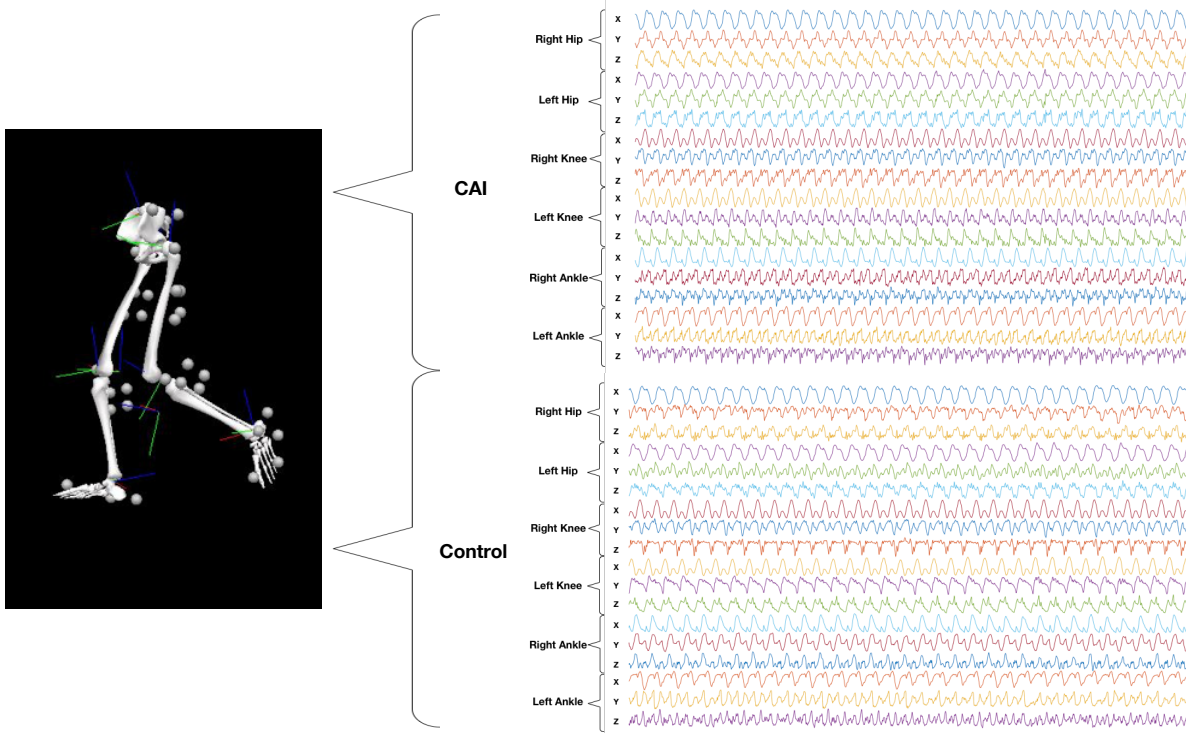 CAI
Right Hip
X
Y
Z
Left Hip
X
Y
Z
Right Knee
X
Y
Z
Left Knee
X
Y
Z
Right Ankle
X
Y
Z
Left Ankle
X
Y
Z
Control
Right Hip
X
Y
Z
Left Hip
X
Y
Z
Right Knee
X
Y
Z
Left Knee
X
Y
Z
Right Ankle
X
Y
Z
Left Ankle
X
Y
Z